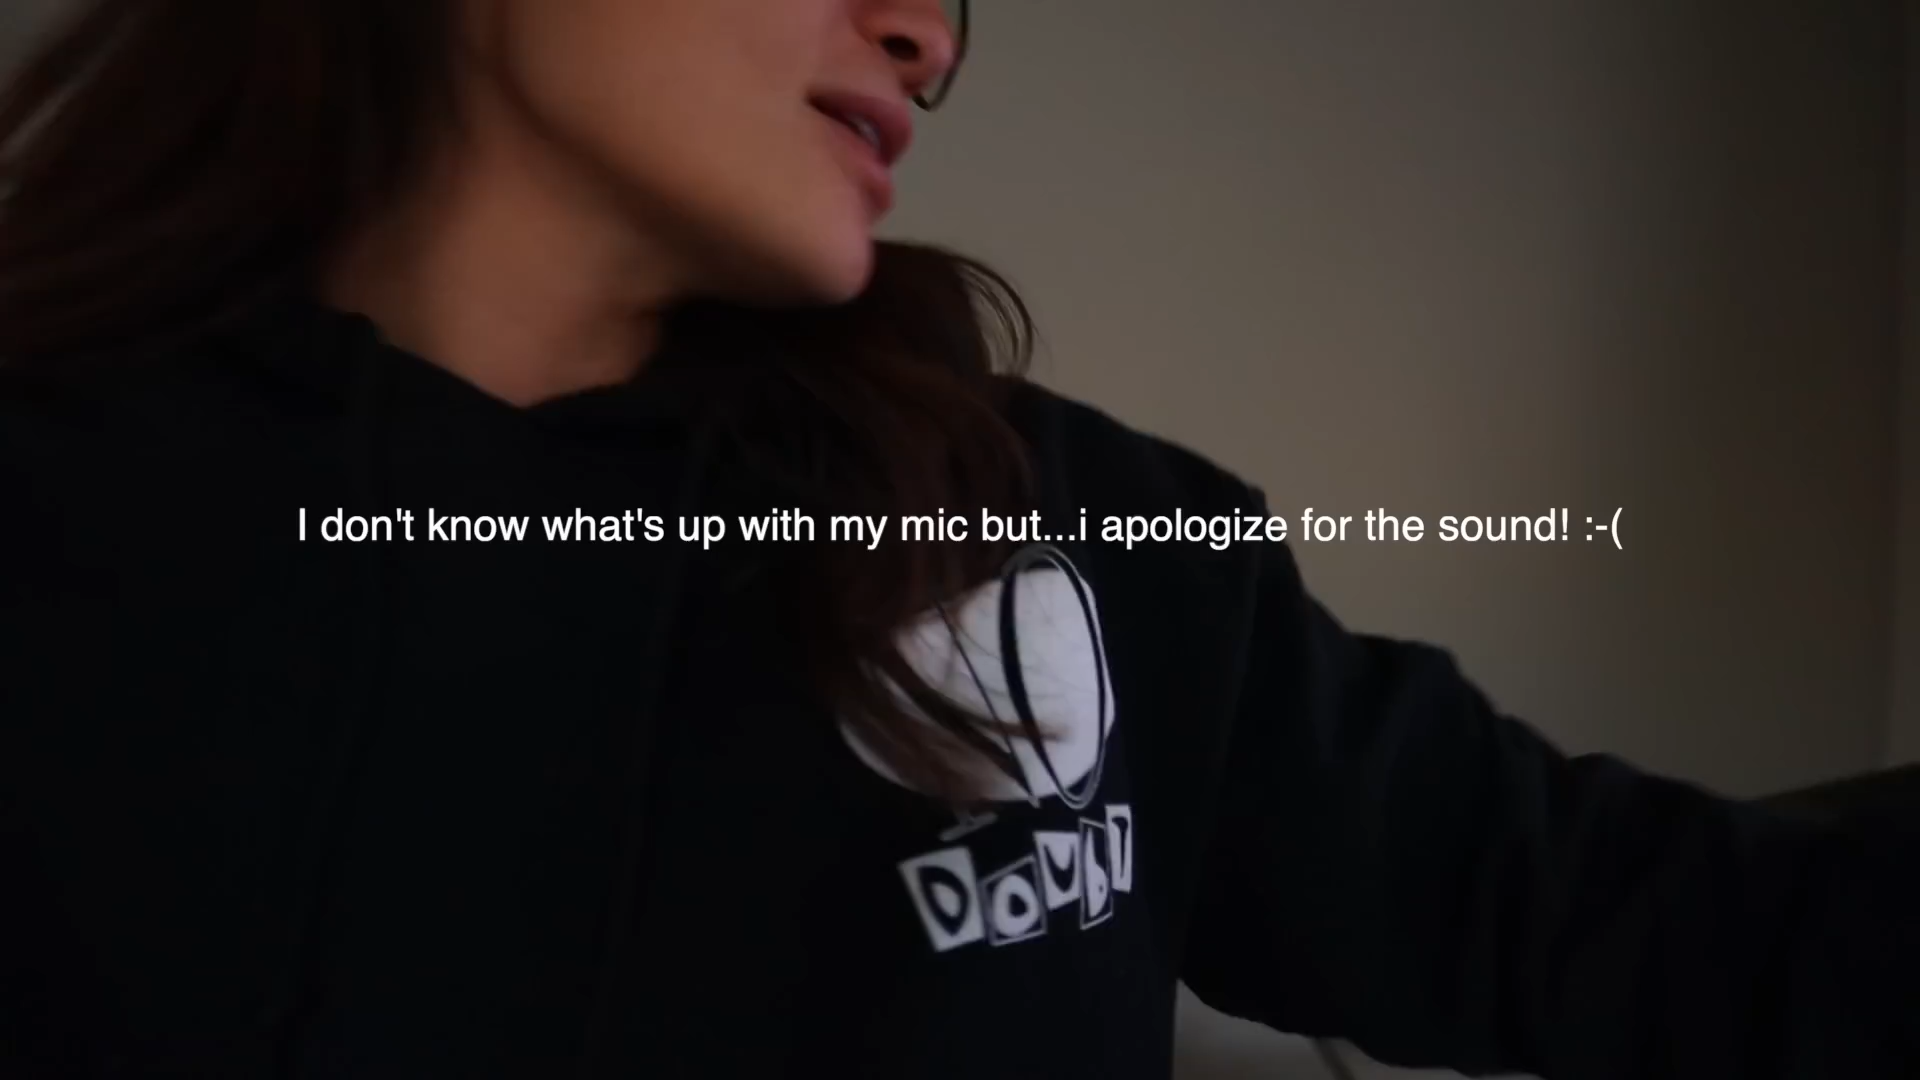 I don't know what's up with my mic but...i apologize for the sound! :-(
I
DOUbT